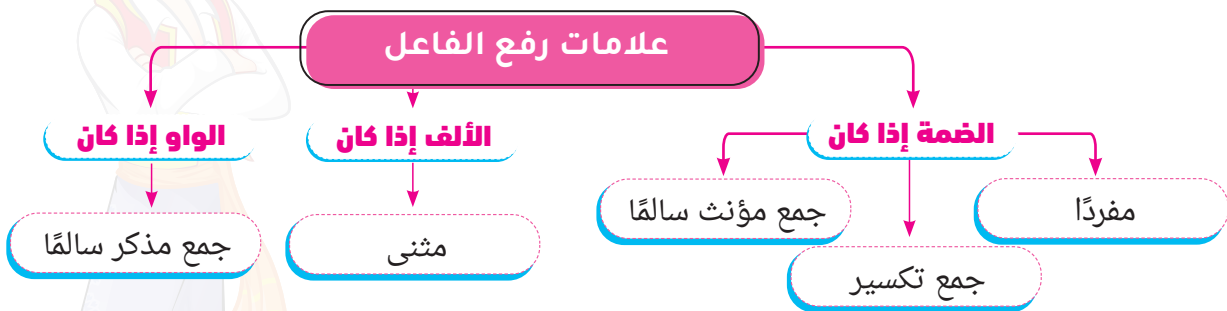 علامات رفع الفاعل
الضمة إذا كان
الألف إذا كان
الواو إذا كان
مفردًا
جمع تكسير
جمع مؤنث سالمًا
مثنى
جمع مذكر سالمًا